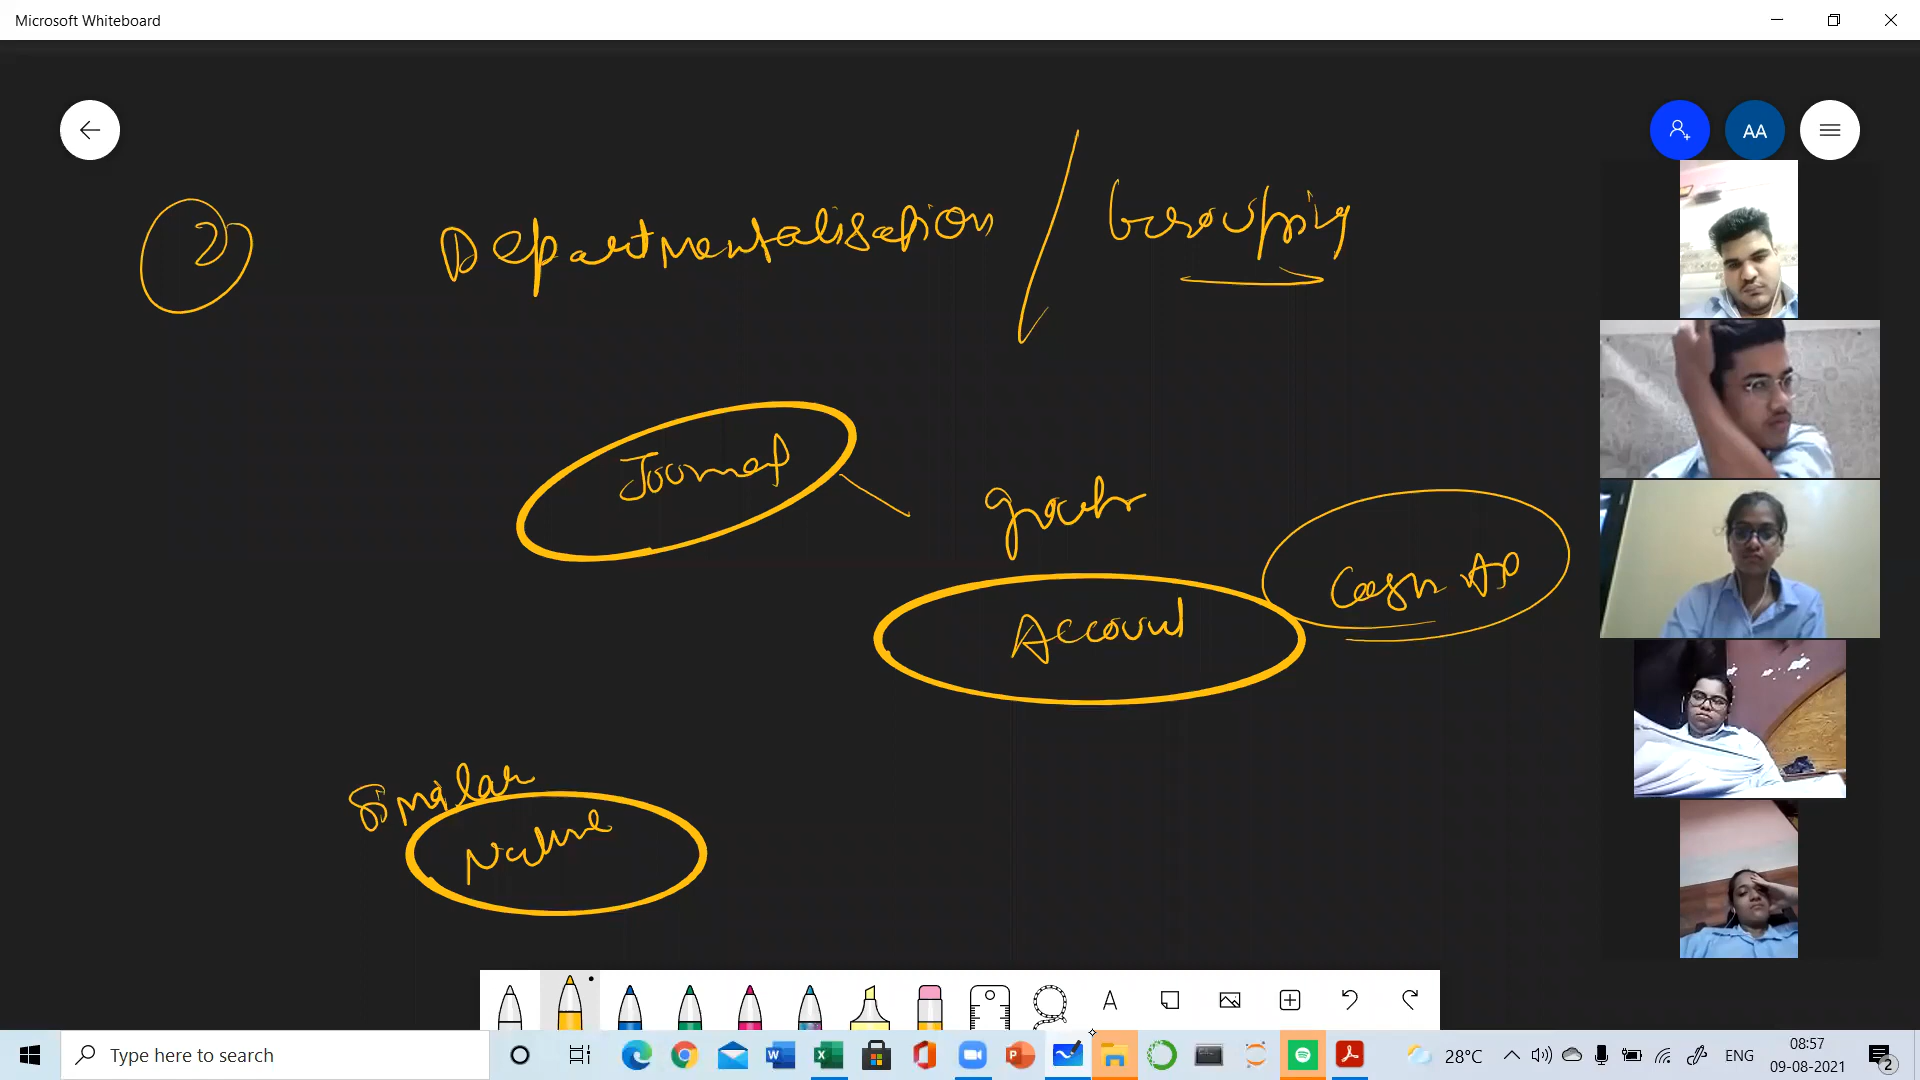 Microsoft Whiteboard
AA
2)
Departmentalisation / Grouping
Journal
Account
Cash A/c
Similar
Nature
A
Type here to search
28°C
ENG
08:57
09-08-2021
2